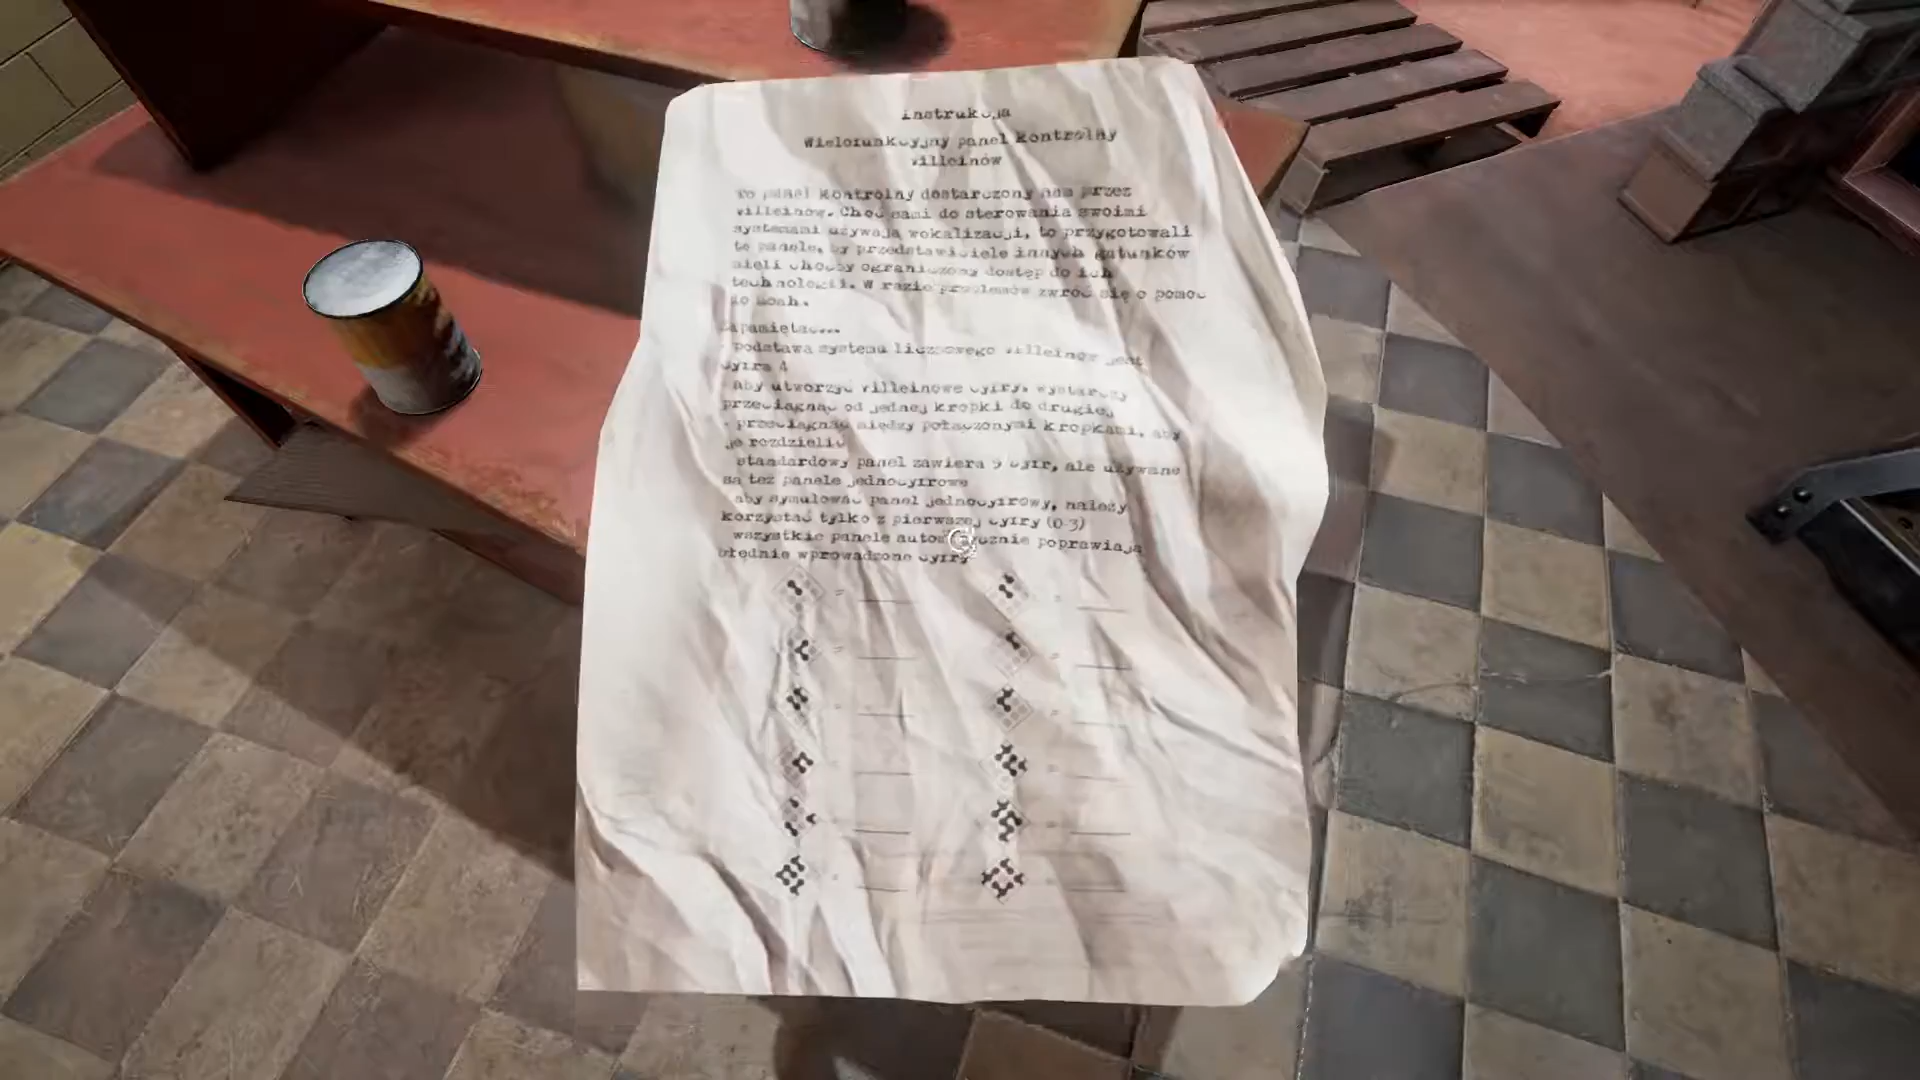 Instrukcja
Wielofunkcyjny panel kontrolny
villeinów
To panel kontrolny dostarczony nam przez
villeinów. Choć sami do sterowania swoimi
systemami używają wokalizacji, to przygotowali
te panele, by przedstawiciele innych gatunków
mieli choćby ograniczony dostęp do ich
technologii. W razie problemów zwróć się o pomoc
do
Zapamiętaj...
- podstawą systemu liczbowego villeinów jest
cyfra 4
- aby utworzyć villeinowe cyfry, wystarczy
przeciągnąć od jednej kropki do drugiej
- przeciągnąć między połączonymi kropkami, aby
je rozdzielić
- standardowy panel zawiera cyfr, ale używane
są też panele jednocyfrowe
- aby symulować panel jednocyfrowy, należy
korzystać tylko z pierwszej cyfry (0-3)
- wszystkie panele automatycznie poprawiają
błędnie wprowadzone cyfry